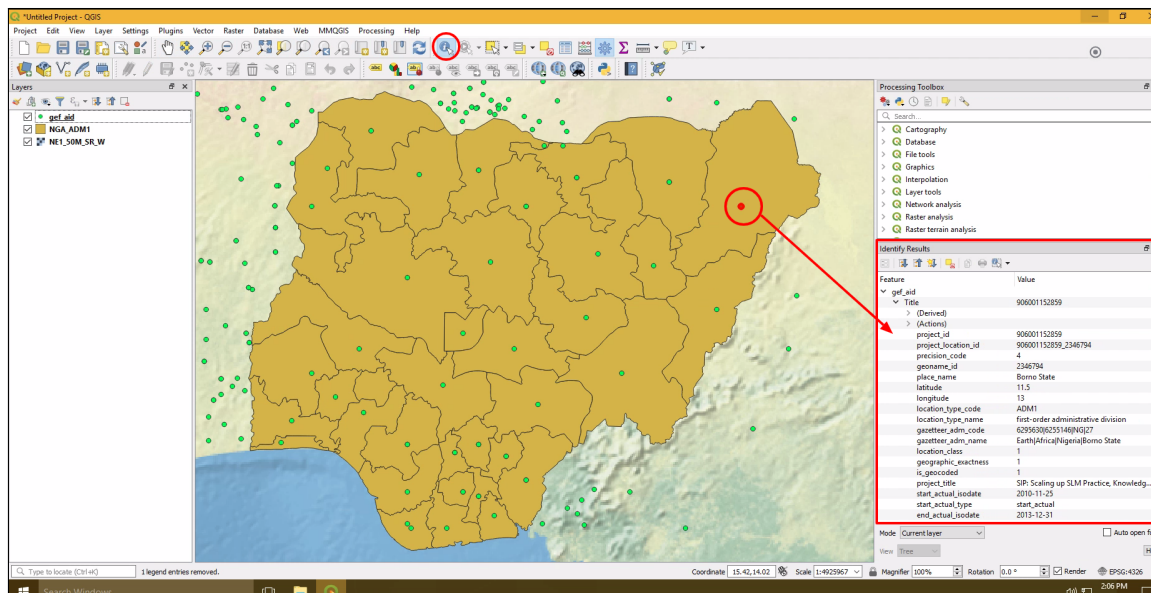 *Untitled Project - QGIS
Project Edit View Layer Settings Plugins Vector Raster Database Web MMQGIS Processing Help
Layers
gef_aid
NGA_ADM1
NE1_50M_SR_W
Processing Toolbox
Search...
Cartography
Database
File tools
Graphics
Interpolation
Layer tools
Network analysis
Raster analysis
Raster terrain analysis
Identify Results
Feature Value
gef_aid
Title 906001152859
(Derived)
(Actions)
project_id 906001152859
project_location_id 906001152859_2346794
precision_code 4
geoname_id 2346794
place_name Borno State
latitude 11.5
longitude 13
location_type_code ADM1
location_type_name first-order administrative division
gazetteer_adm_code 6295630|6255146|NG|27
gazetteer_adm_name Earth|Africa|Nigeria|Borno State
location_class 1
geographic_exactness 1
is_geocoded 1
project_title SIP: Scaling up SLM Practice, Knowledg...
start_actual_isodate 2010-11-25
start_actual_type start_actual
end_actual_isodate 2013-12-31
Mode Current layer Auto open f
View Tree H
Type to locate (Ctrl+K) 1 legend entries removed. Coordinate 15.42,14.02 Scale 1:4925967 Magnifier 100% Rotation 0.0 ° Render EPSG:4326
Search Windows 2:06 PM